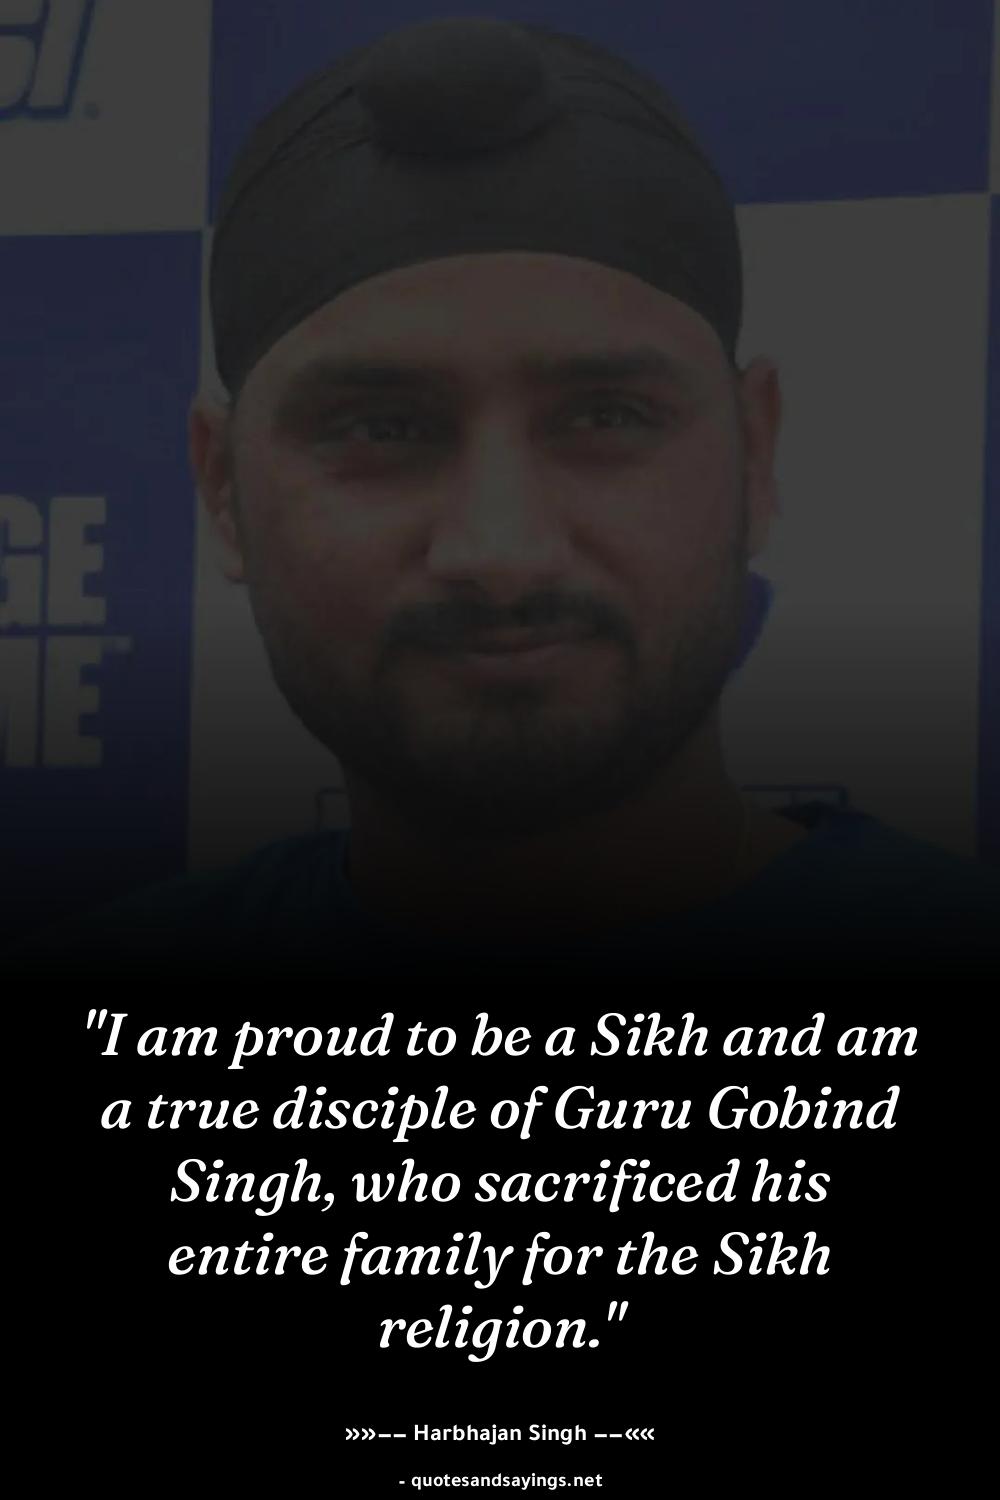 CI
GE
ME
"I am proud to be a Sikh and am
a true disciple of Guru Gobind
Singh, who sacrificed his
entire family for the Sikh
religion."
»»–– Harbhajan Singh ––««
- quotesandsayings.net